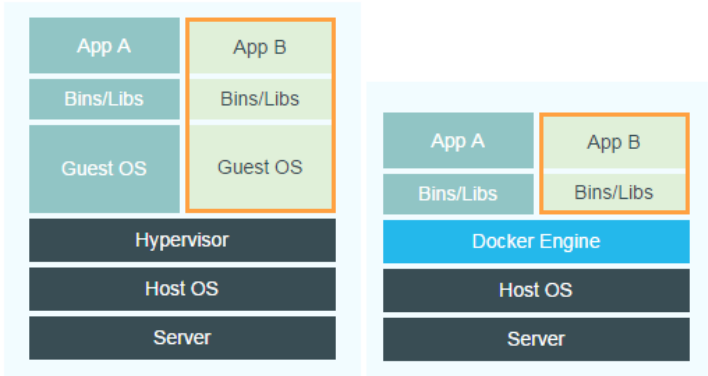 App A
App B
Bins/Libs
Bins/Libs
Guest OS
Guest OS
Hypervisor
Host OS
Server
App A
App B
Bins/Libs
Bins/Libs
Docker Engine
Host OS
Server